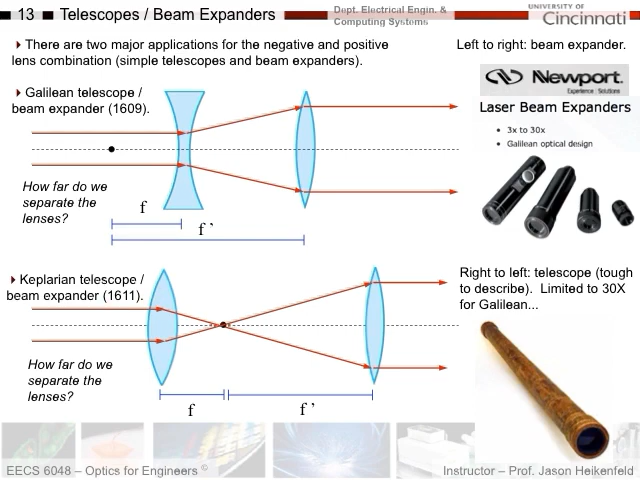 13 Telescopes / Beam Expanders
Dept. Electrical Engin. &
Computing Systems
UNIVERSITY OF
Cincinnati
▸ There are two major applications for the negative and positive
lens combination (simple telescopes and beam expanders).
Left to right: beam expander.
▸ Galilean telescope /
beam expander (1609).
Newport.
Experience | Solutions
Laser Beam Expanders
• 3x to 30x
• Galilean optical design
How far do we
separate the
lenses?
f
f '
▸ Keplarian telescope /
beam expander (1611).
Right to left: telescope (tough
to describe). Limited to 30X
for Galilean...
How far do we
separate the
lenses?
f
f '
EECS 6048 – Optics for Engineers ©
Instructor – Prof. Jason Heikenfeld